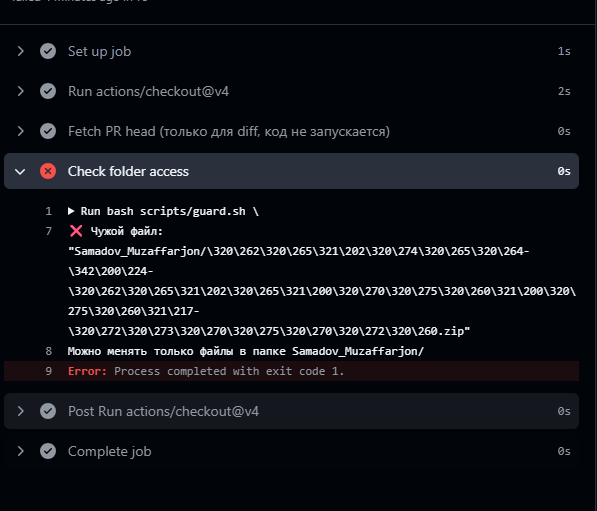 Set up job 1s
Run actions/checkout@v4 2s
Fetch PR head (только для diff, код не запускается) 0s
Check folder access 0s
1 Run bash scripts/guard.sh \
7 ❌ Чужой файл:
"Samadov_Muzaffarjon/\320\262\320\265\321\202\320\274\320\265\320\264-
\342\200\224-
\320\262\320\265\321\202\320\265\321\200\320\270\320\275\320\260\321\200\320\
275\320\260\321\217-
\320\272\320\273\320\270\320\275\320\270\320\272\320\260.zip"
8 Можно менять только файлы в папке Samadov_Muzaffarjon/
9 Error: Process completed with exit code 1.
Post Run actions/checkout@v4 0s
Complete job 0s